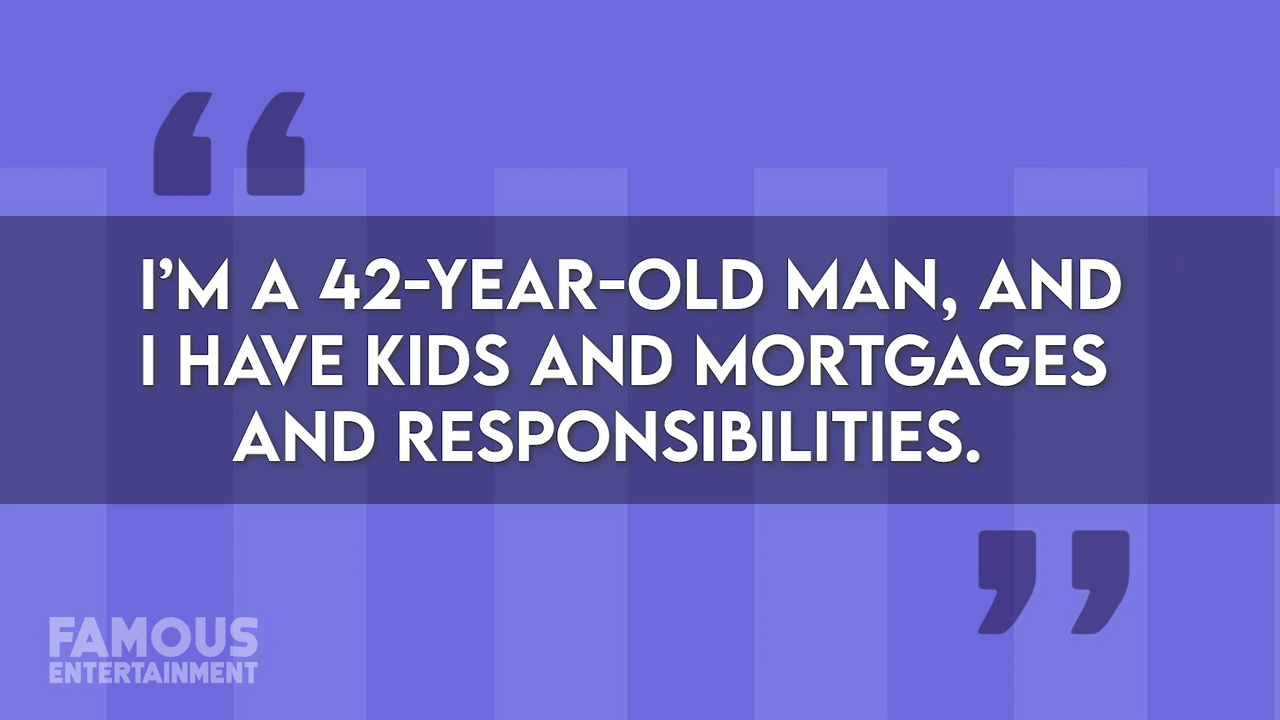 “
I’M A 42-YEAR-OLD MAN, AND
I HAVE KIDS AND MORTGAGES
AND RESPONSIBILITIES.
”
FAMOUS
ENTERTAINMENT